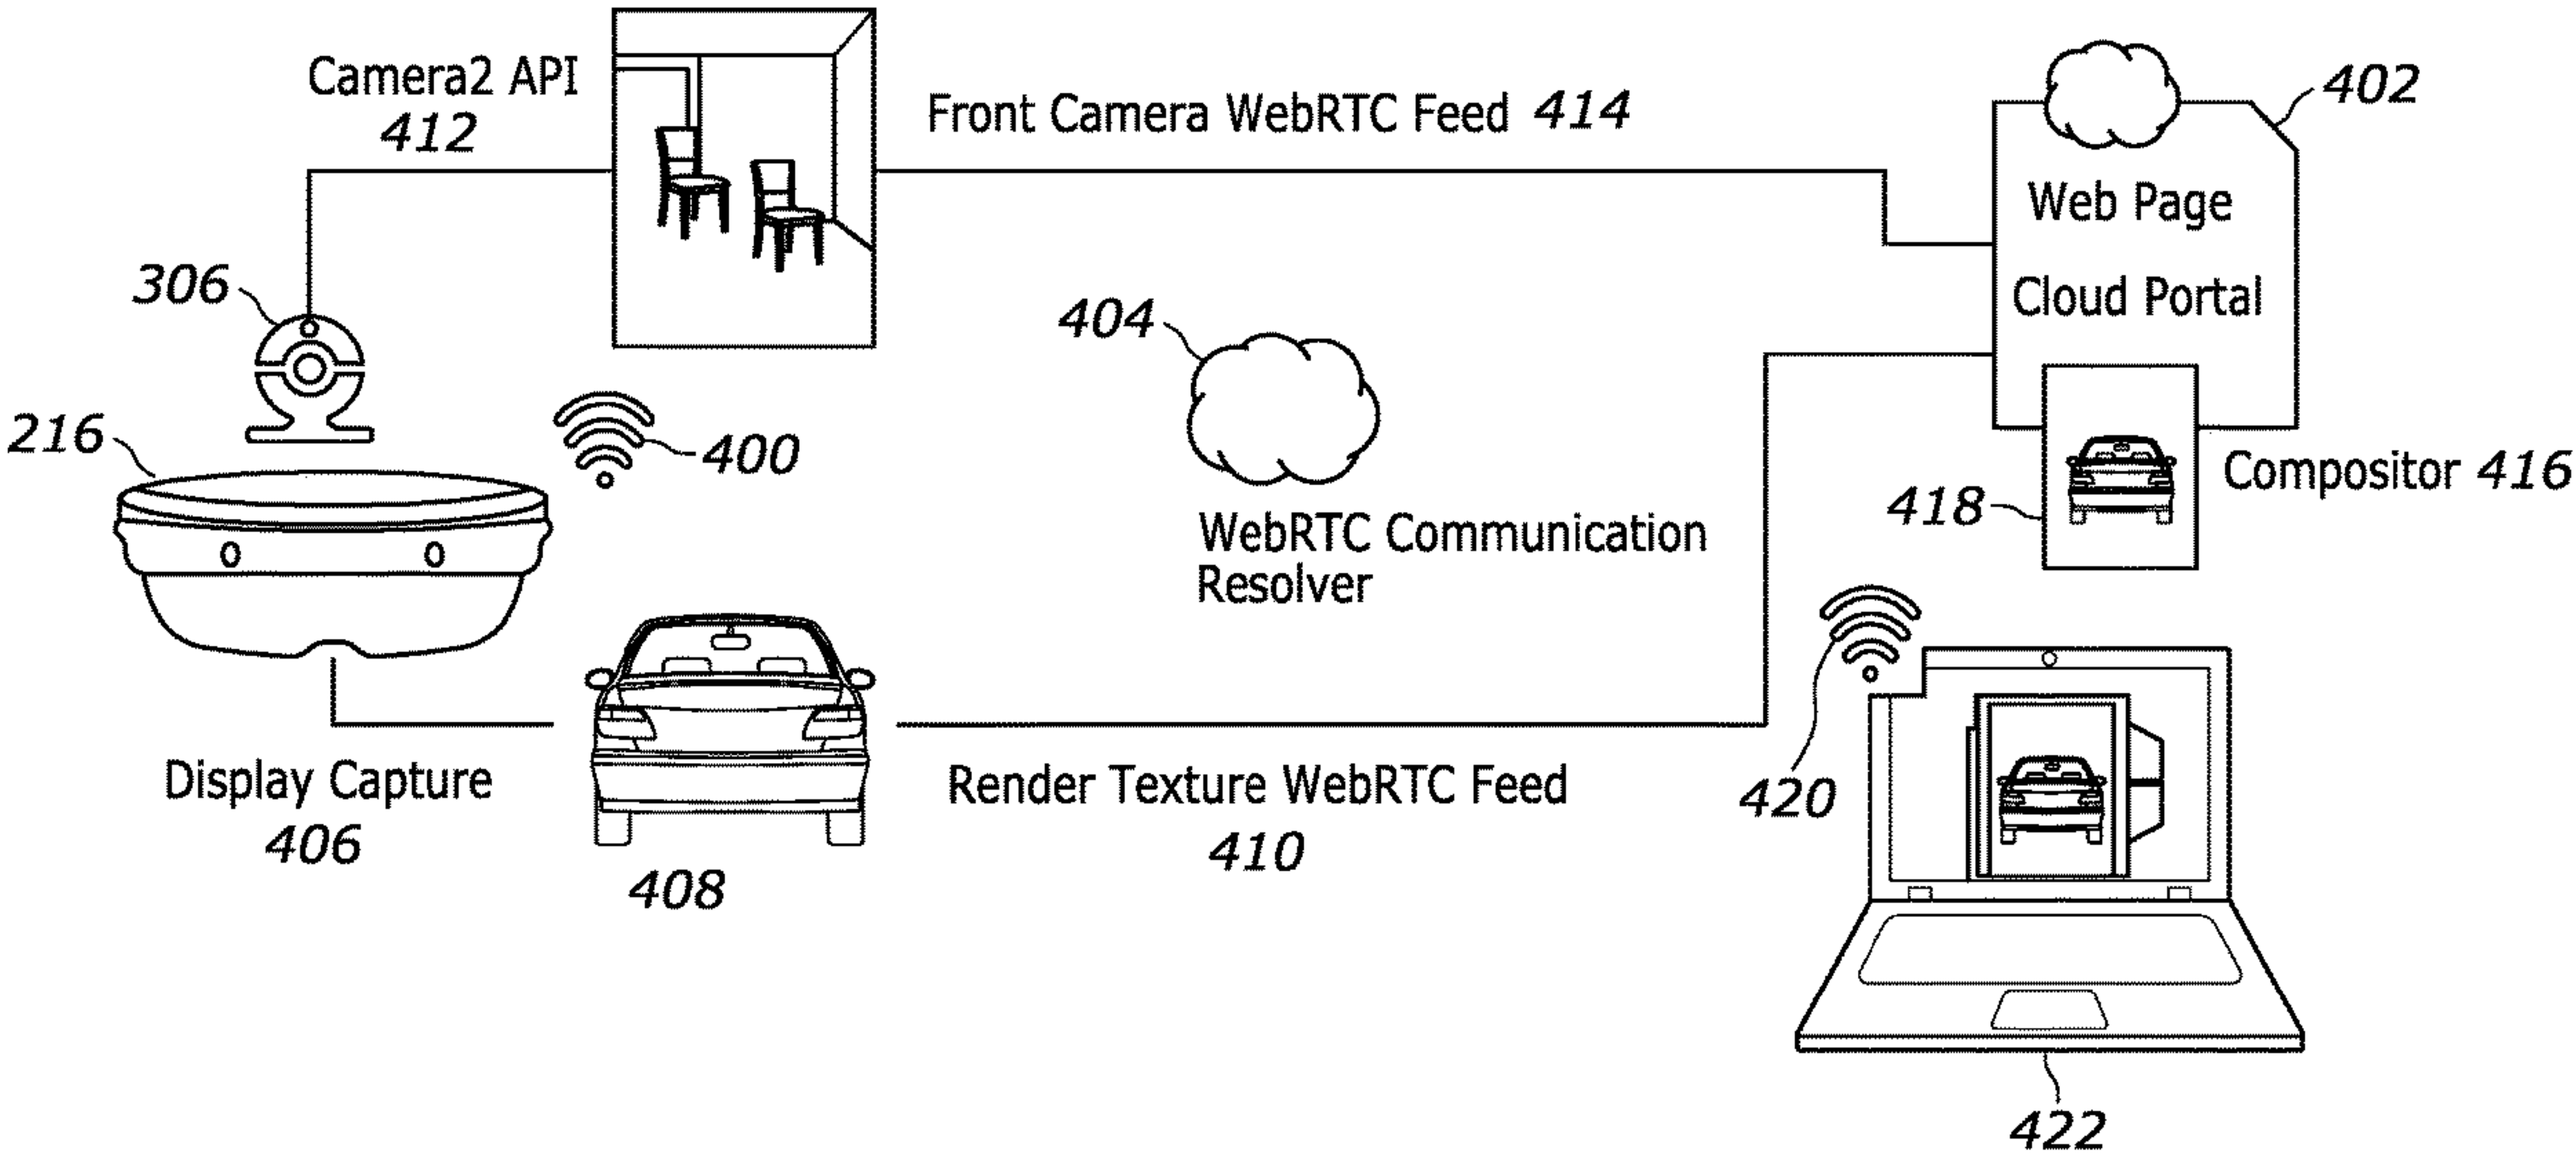 Camera2 API
412
Front Camera WebRTC Feed 414
402
Web Page
Cloud Portal
306
404
216
400
WebRTC Communication
Resolver
418
Compositor 416
Display Capture
406
408
Render Texture WebRTC Feed
410
420
422